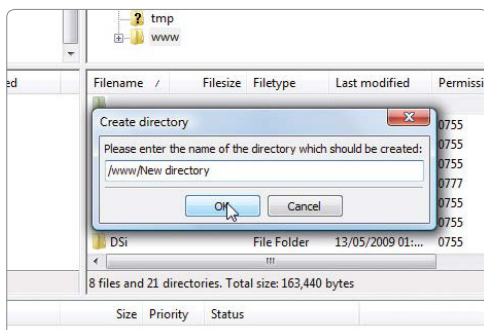 ? tmp
www
ed
Filename / Filesize Filetype Last modified Permissi
Create directory
Please enter the name of the directory which should be created:
/www/New directory
OK Cancel
0755
0755
0755
0777
0755
0755
DSi File Folder 13/05/2009 01:... 0755
8 files and 21 directories. Total size: 163,440 bytes
Size Priority Status